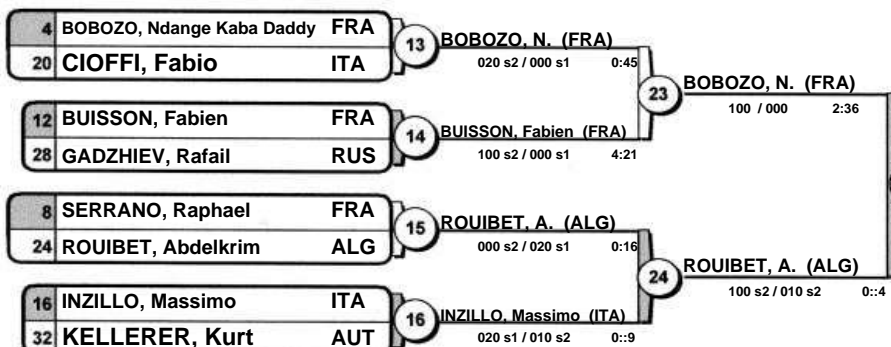 4 BOBOZO, Ndange Kaba Daddy FRA
20 CIOFFI, Fabio ITA
13
BOBOZO, N. (FRA)
020 s2 / 000 s1 0:45
12 BUISSON, Fabien FRA
28 GADZHIEV, Rafail RUS
14
BUISSON, Fabien (FRA)
100 s2 / 000 s1 4:21
23
BOBOZO, N. (FRA)
100 / 000 2:36
8 SERRANO, Raphael FRA
24 ROUIBET, Abdelkrim ALG
15
ROUIBET, A. (ALG)
000 s2 / 020 s1 0:16
16 INZILLO, Massimo ITA
32 KELLERER, Kurt AUT
16
INZILLO, Massimo (ITA)
020 s1 / 010 s2 0::9
24
ROUIBET, A. (ALG)
100 s2 / 010 s2 0::4